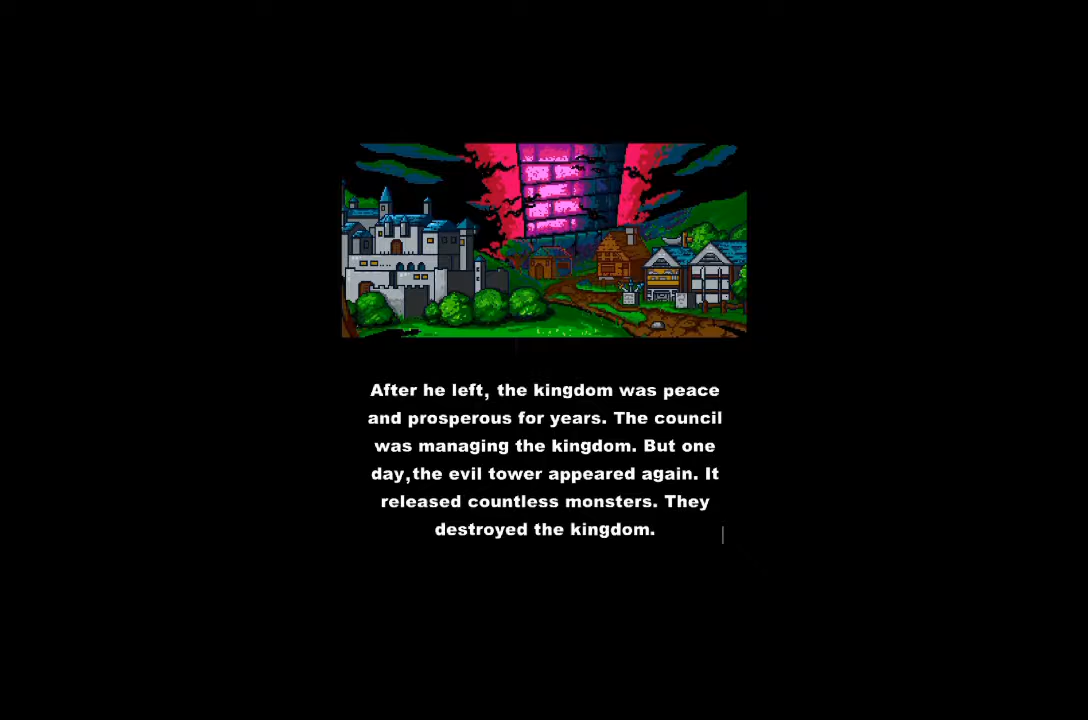 After he left, the kingdom was peace
and prosperous for years. The council
was managing the kingdom. But one
day,the evil tower appeared again. It
released countless monsters. They
destroyed the kingdom.